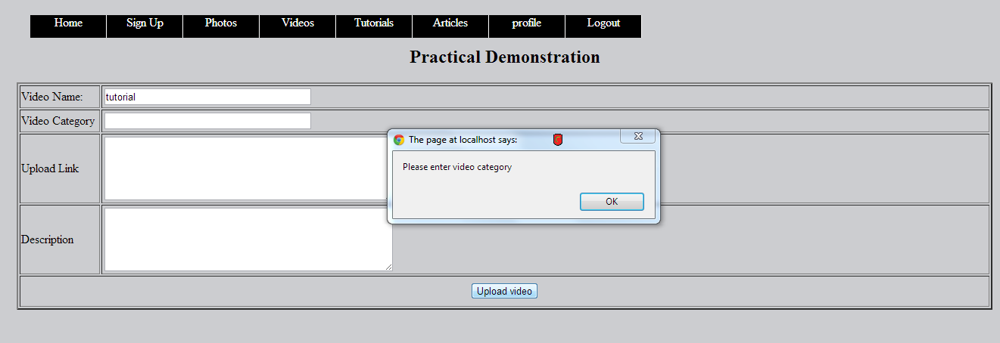 Home Sign Up Photos Videos Tutorials Articles profile Logout
Practical Demonstration
Video Name: tutorial
Video Category
The page at localhost says:
Please enter video category
OK
Upload Link
Description
Upload video